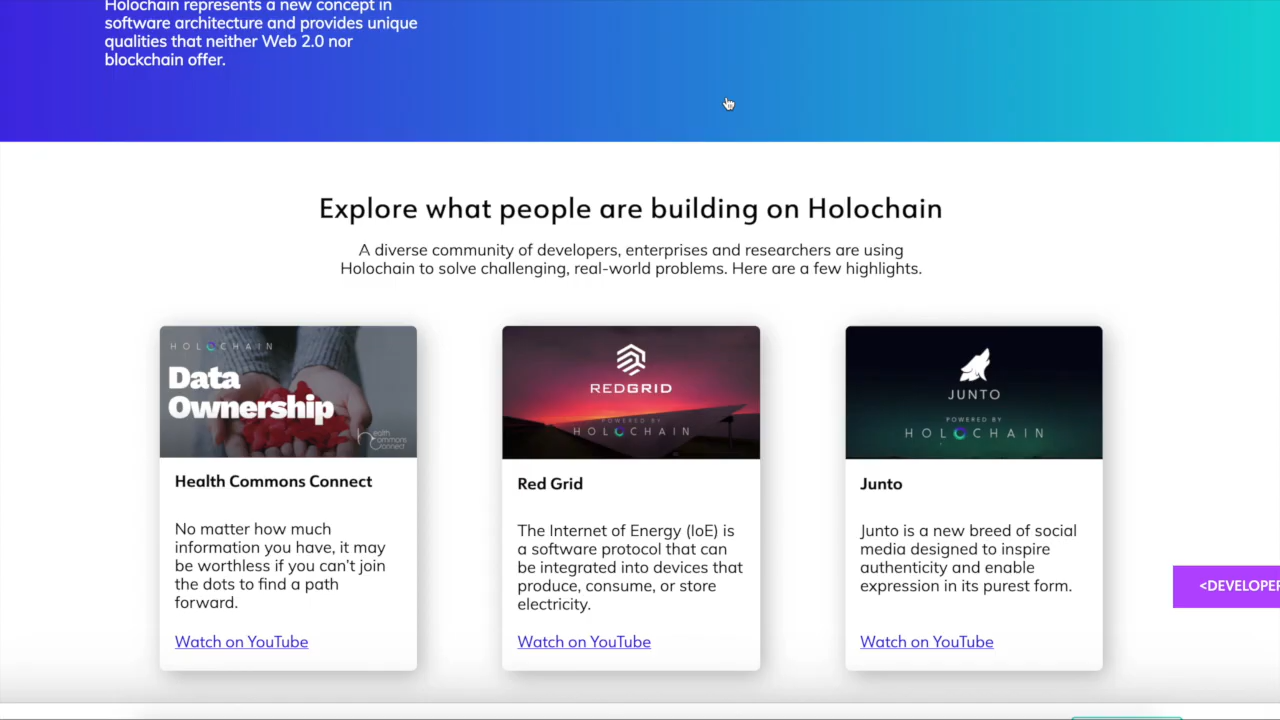 Holochain represents a new concept in
software architecture and provides unique
qualities that neither Web 2.0 nor
blockchain offer.
Explore what people are building on Holochain
A diverse community of developers, enterprises and researchers are using
Holochain to solve challenging, real-world problems. Here are a few highlights.
HOLOCHAIN
Data
Ownership
health
commons
connect
Health Commons Connect
No matter how much
information you have, it may
be worthless if you can't join
the dots to find a path
forward.
Watch on YouTube
REDGRID
POWERED BY
HOLOCHAIN
Red Grid
The Internet of Energy (IoE) is
a software protocol that can
be integrated into devices that
produce, consume, or store
electricity.
Watch on YouTube
JUNTO
POWERED BY
HOLOCHAIN
Junto
Junto is a new breed of social
media designed to inspire
authenticity and enable
expression in its purest form.
Watch on YouTube
<DEVELOPER